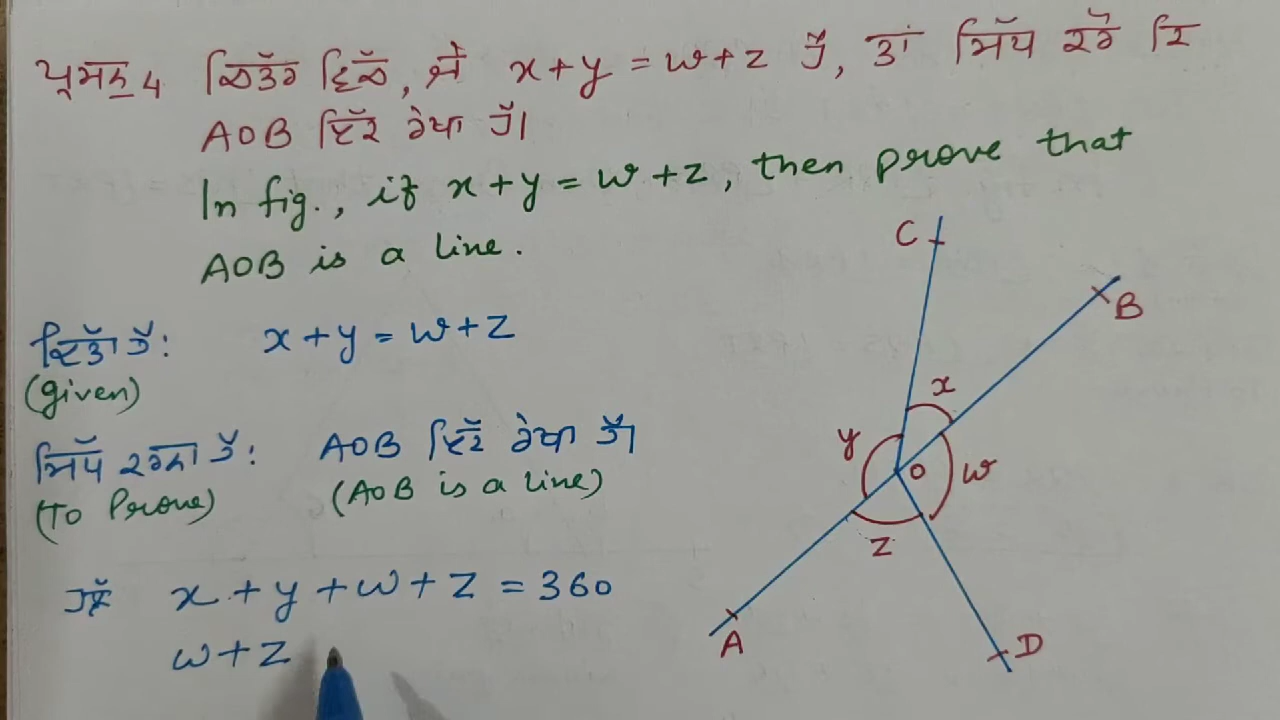 ਪ੍ਰਸ਼ਨ 4 ਚਿੱਤਰ ਵਿੱਚ, ਜੇ x + y = w + z ਹੈ, ਤਾਂ ਸਿੱਧ ਕਰੋ ਕਿ
AOB ਇੱਕ ਰੇਖਾ ਹੈ।
In fig., if x + y = w + z, then prove that
AOB is a line.
ਦਿੱਤਾ ਹੈ: x + y = w + z
(given)
ਸਿੱਧ ਕਰਨਾ ਹੈ: AOB ਇੱਕ ਰੇਖਾ ਹੈ।
(To Prove) (AOB is a line)
ਹੱਲ x + y + w + z = 360
w + z
C
B
x
y
O
w
z
A
D